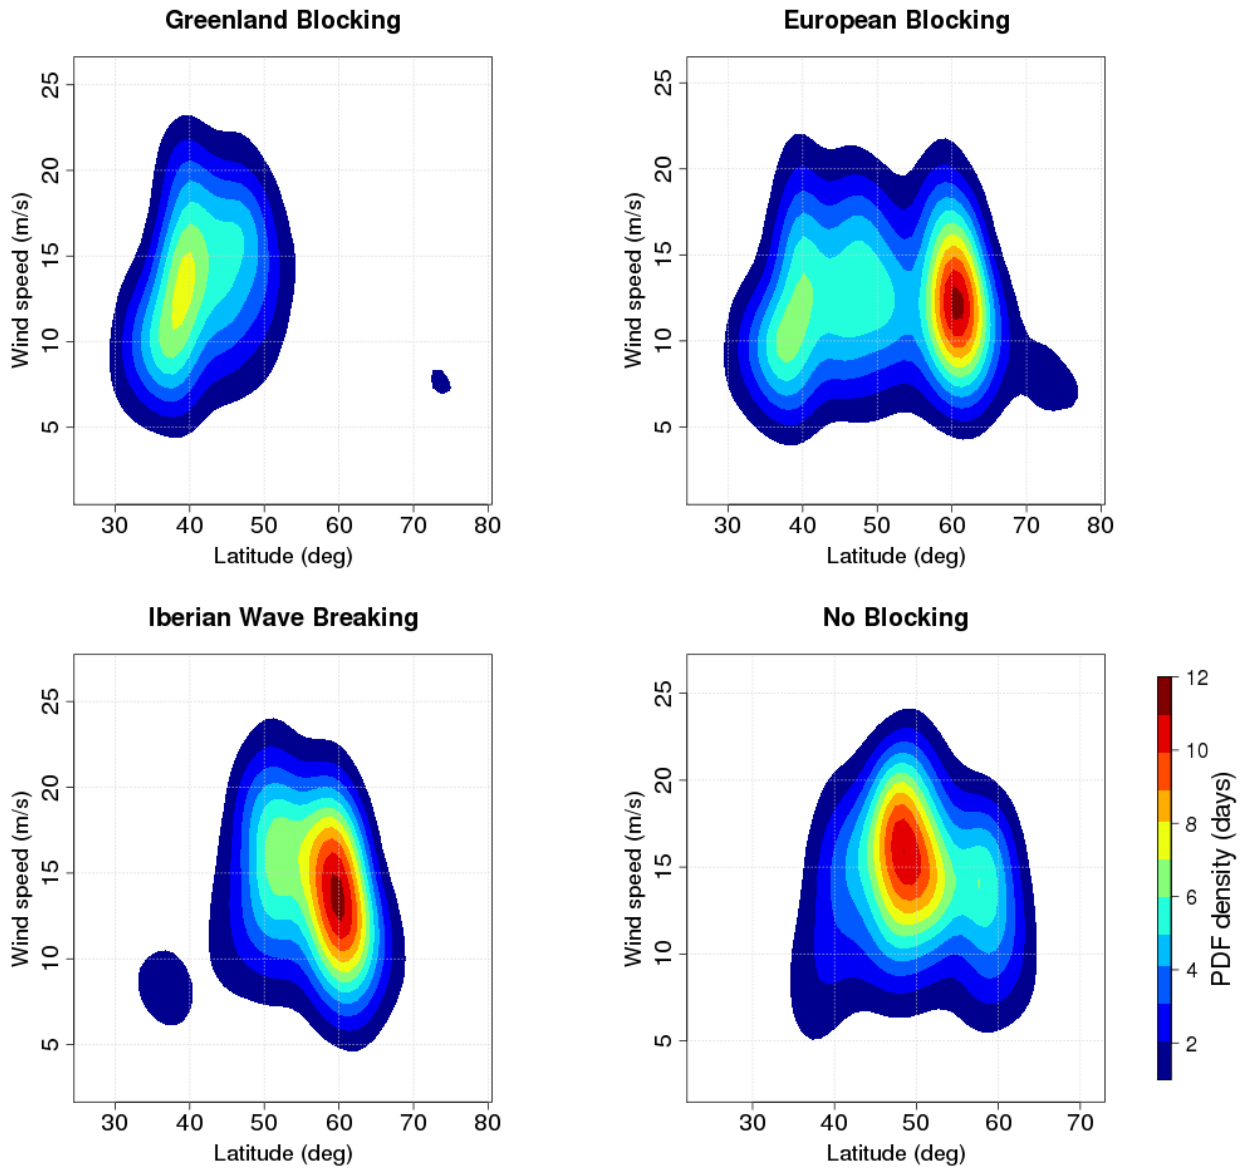 Greenland Blocking
Wind speed (m/s)
25
20
15
10
5
30 40 50 60 70 80
Latitude (deg)
European Blocking
Wind speed (m/s)
25
20
15
10
5
30 40 50 60 70 80
Latitude (deg)
Iberian Wave Breaking
Wind speed (m/s)
25
20
15
10
5
30 40 50 60 70 80
Latitude (deg)
No Blocking
Wind speed (m/s)
25
20
15
10
5
30 40 50 60 70
Latitude (deg)
12
10
8
6
4
2
PDF density (days)